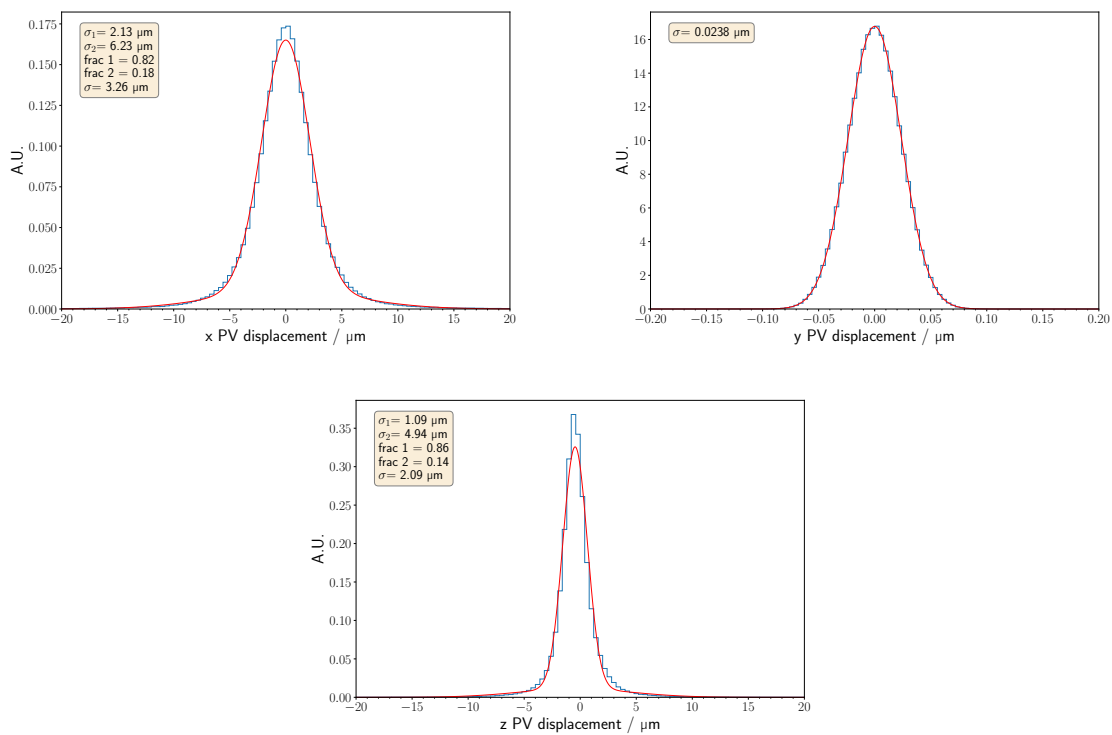 σ₁= 2.13 μm
σ₂= 6.23 μm
frac 1 = 0.82
frac 2 = 0.18
σ= 3.26 μm
A.U.
0.175
0.150
0.125
0.100
0.075
0.050
0.025
0.000
−20 −15 −10 −5 0 5 10 15 20
x PV displacement / μm
σ= 0.0238 μm
A.U.
16
14
12
10
8
6
4
2
0
−0.20 −0.15 −0.10 −0.05 0.00 0.05 0.10 0.15 0.20
y PV displacement / μm
σ₁= 1.09 μm
σ₂= 4.94 μm
frac 1 = 0.86
frac 2 = 0.14
σ= 2.09 μm
A.U.
0.35
0.30
0.25
0.20
0.15
0.10
0.05
0.00
−20 −15 −10 −5 0 5 10 15 20
z PV displacement / μm